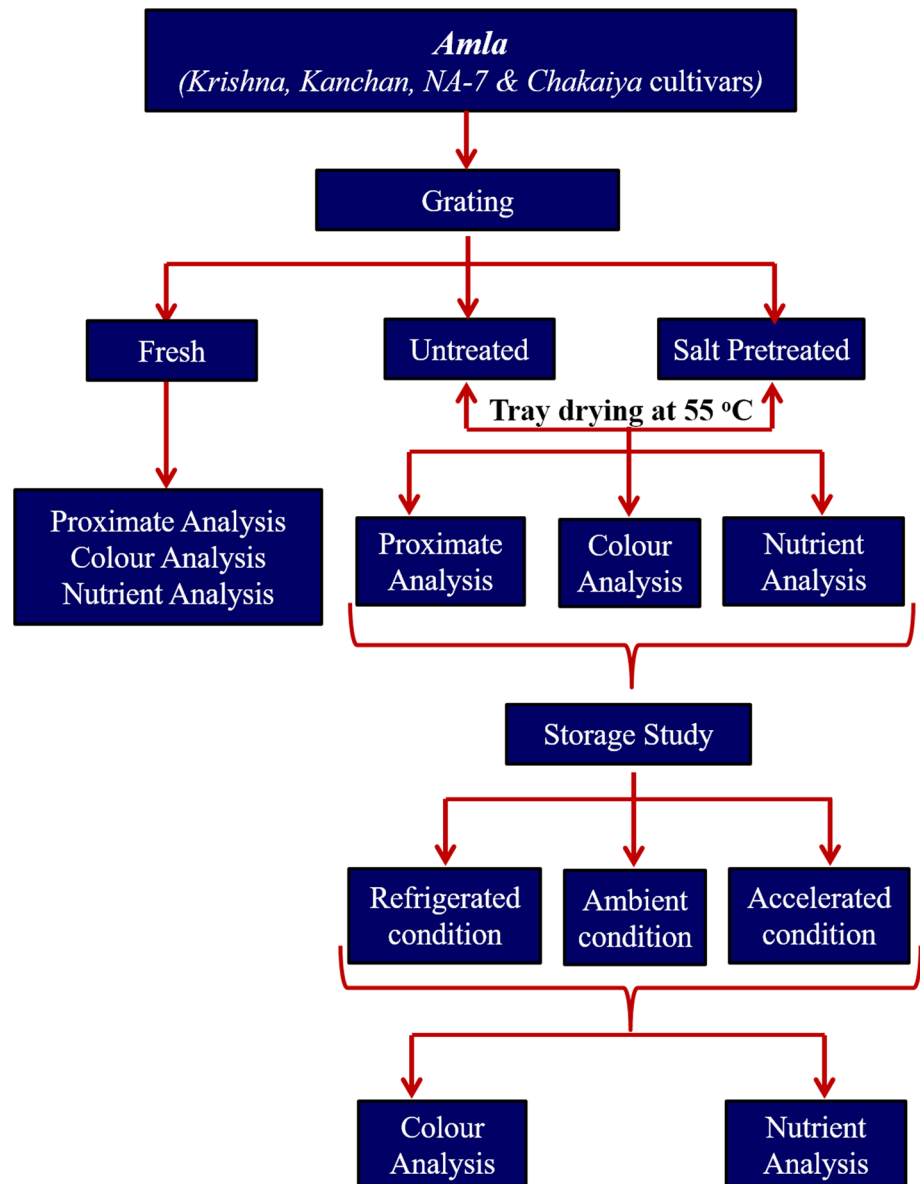 Amla
(Krishna, Kanchan, NA-7 & Chakaiya cultivars)
Grating
Fresh
Untreated
Salt Pretreated
Tray drying at 55 ᵒC
Proximate Analysis
Colour Analysis
Nutrient Analysis
Proximate
Analysis
Colour
Analysis
Nutrient
Analysis
Storage Study
Refrigerated
condition
Ambient
condition
Accelerated
condition
Colour
Analysis
Nutrient
Analysis